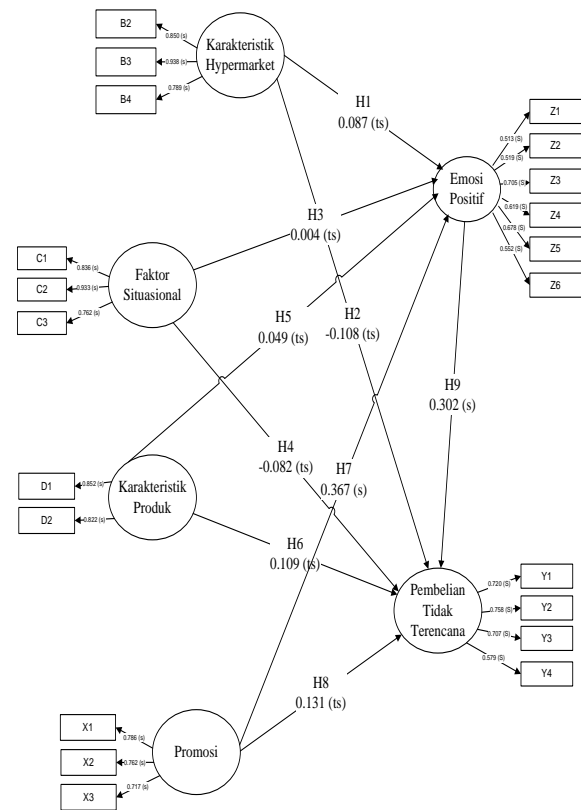 B2
0.850 (s)
B3
0.938 (s)
B4
0.789 (s)
Karakteristik
Hypermarket
H1
0.087 (ts)
Z1
0.513 (S)
Z2
0.519 (S)
Z3
0.705 (S)
Z4
0.619 (S)
Z5
0.678 (S)
Z6
0.552 (S)
Emosi
Positif
H3
0.004 (ts)
C1
0.836 (s)
C2
0.933 (s)
C3
0.762 (s)
Faktor
Situasional
H5
0.049 (ts)
H2
-0.108 (ts)
H9
0.302 (s)
H4
-0.082 (ts)
H7
0.367 (s)
D1
0.852 (s)
D2
0.822 (s)
Karakteristik
Produk
H6
0.109 (ts)
Pembelian
Tidak
Terencana
Y1
0.720 (S)
Y2
0.758 (S)
Y3
0.707 (S)
Y4
0.579 (S)
H8
0.131 (ts)
X1
0.786 (s)
X2
0.762 (s)
X3
0.717 (s)
Promosi